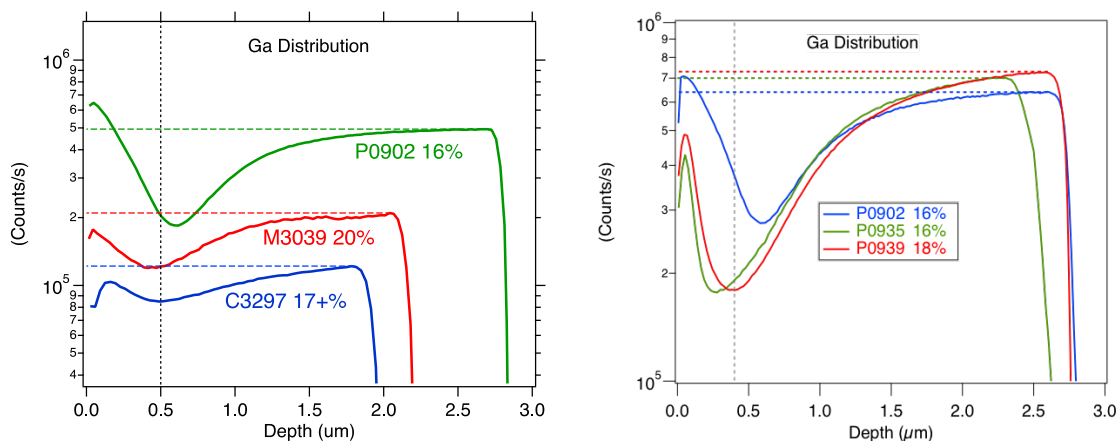 Ga Distribution
10⁶
9
8
7
6
5
4
3
2
10⁵
9
8
7
6
5
4
(Counts/s)
P0902 16%
M3039 20%
C3297 17+%
0.0 0.5 1.0 1.5 2.0 2.5 3.0
Depth (um)
Ga Distribution
10⁶
9
8
7
6
5
4
3
2
10⁵
(Counts/s)
P0902 16%
P0935 16%
P0939 18%
0.0 0.5 1.0 1.5 2.0 2.5 3.0
Depth (µm)